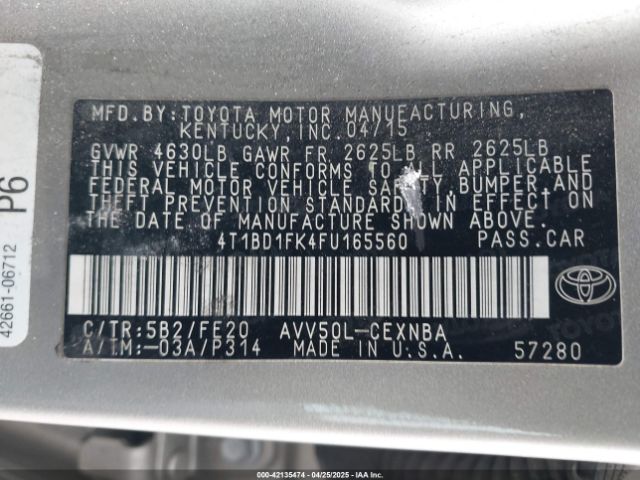 MFD.BY:TOYOTA MOTOR MANUFACTURING,
KENTUCKY, INC. 04/15
GVWR 4630LB GAWR FR 2625LB RR 2625LB
THIS VEHICLE CONFORMS TO ALL APPLICABLE
FEDERAL MOTOR VEHICLE SAFETY, BUMPER, AND
THEFT PREVENTION STANDARDS IN EFFECT ON
THE DATE OF MANUFACTURE SHOWN ABOVE.
4T1BD1FK4FU165560 PASS.CAR
C/TR:5B2/FE20 AVV50L-CEXNBA
A/TM:-03A/P314 MADE IN U.S.A. 57280
TOYOTA
P6
42661-06712
000-42135474 - 04/25/2025 - IAA Inc.